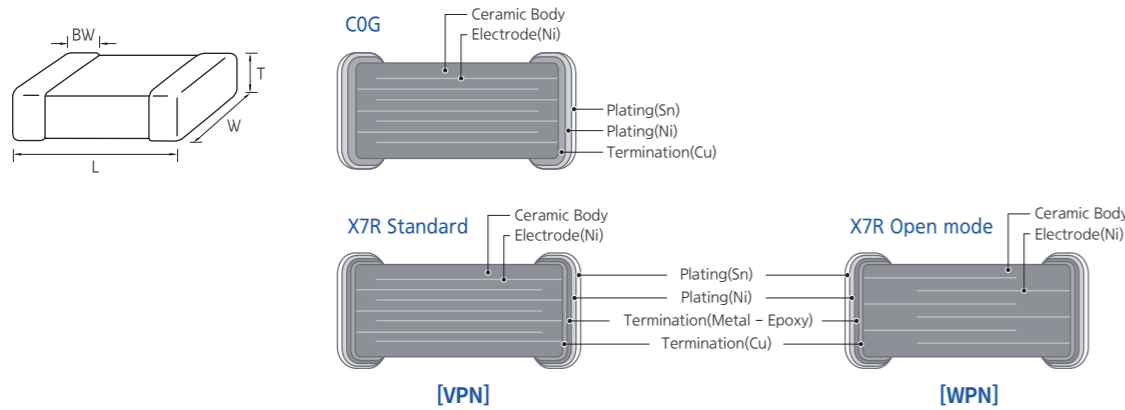 BW
T
W
L
C0G
Ceramic Body
Electrode(Ni)
Plating(Sn)
Plating(Ni)
Termination(Cu)
X7R Standard
Ceramic Body
Electrode(Ni)
Plating(Sn)
Plating(Ni)
Termination(Metal - Epoxy)
Termination(Cu)
[VPN]
X7R Open mode
Ceramic Body
Electrode(Ni)
[WPN]